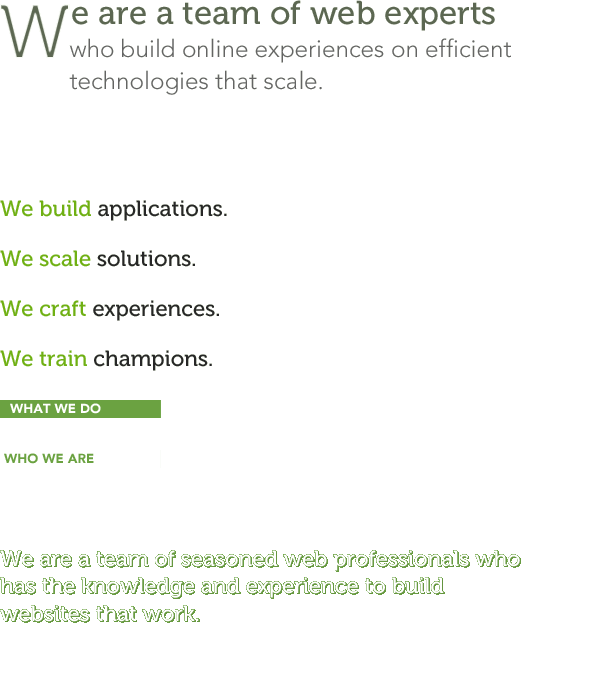 We are a team of web experts
who build online experiences on efficient
technologies that scale.
We build applications.
We scale solutions.
We craft experiences.
We train champions.
WHAT WE DO
WHO WE ARE
We are a team of seasoned web professionals who
has the knowledge and experience to build
websites that work.